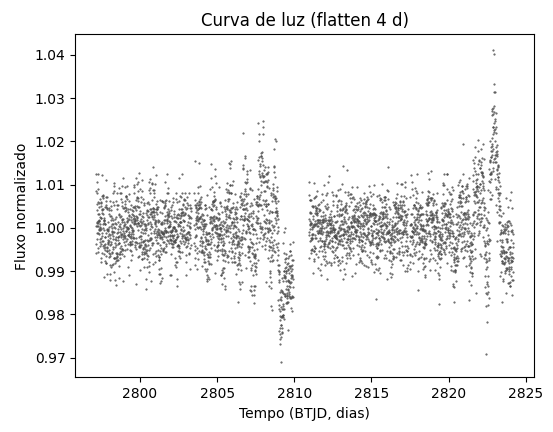 Curva de luz (flatten 4 d)
1.04
1.03
1.02
1.01
1.00
0.99
0.98
0.97
Fluxo normalizado
2800 2805 2810 2815 2820 2825
Tempo (BTJD, dias)